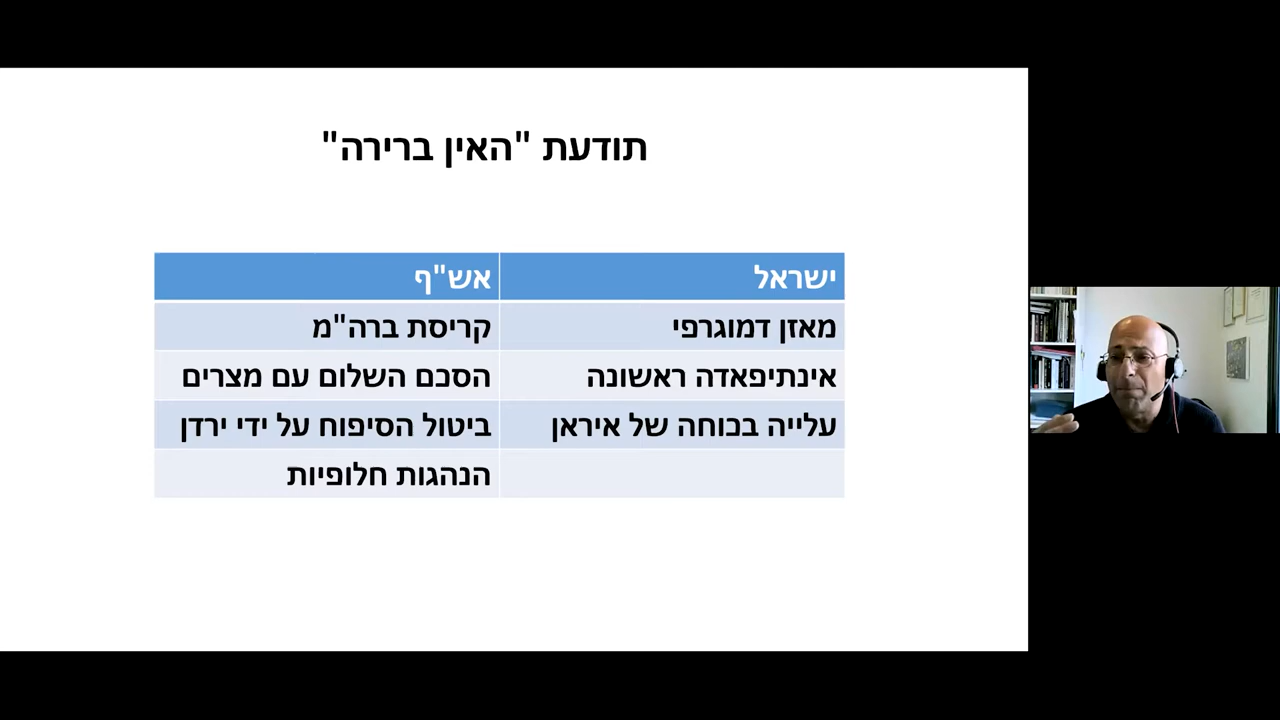 תודעת "האין ברירה"
ישראל אש"ף
מאזן דמוגרפי קריסת ברה"מ
אינתיפאדה ראשונה הסכם השלום עם מצרים
עלייה בכוחה של איראן ביטול הסיפוח על ידי ירדן
הנהגות חלופיות